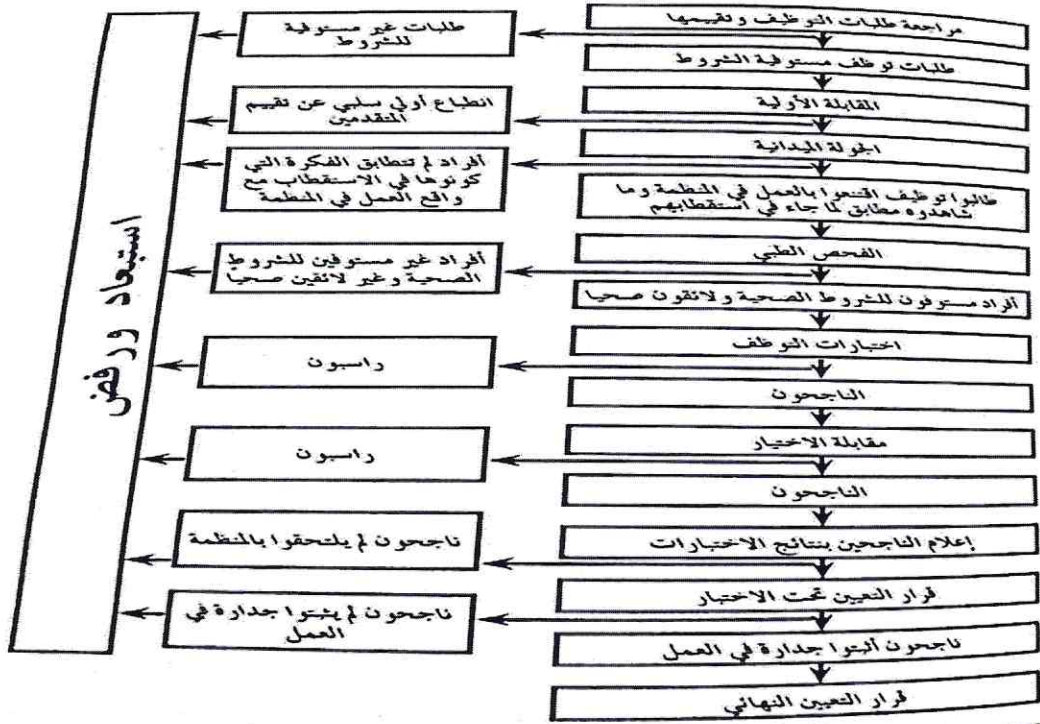 مراجعة طلبات التوظيف وتقييمها
طلبات غير مستوفية
للشروط
طلبات توظف مستوفية الشروط
المقابلة الأولية
انطباع أولي سلبي عن تقييم
المتقدمين
الجولة الميدانية
أفراد لم تتطابق الفكرة التي
كونوها في الاستقطاب مع
واقع العمل في المنظمة
طالبوا توظيف اقتنعوا بالعمل في المنظمة وما
شاهدوه مطابق لما جاء في استقطابهم
الفحص الطبي
أفراد غير مستوفين للشروط
الصحية وغير لائقين صحياً
أفراد مستوفون للشروط الصحية ولائقون صحيا
اختبارات التوظف
راسبون
الناجحون
مقابلة الاختيار
راسبون
الناجحون
إعلام الناجحين بنتائج الاختبارات
ناجحون لم يلتحقوا بالمنظمة
قرار التعيين تحت الاختبار
ناجحون لم يثبتوا جدارة في
العمل
ناجحون أثبتوا جدارة في العمل
قرار التعيين النهائي
استبعاد ورفض